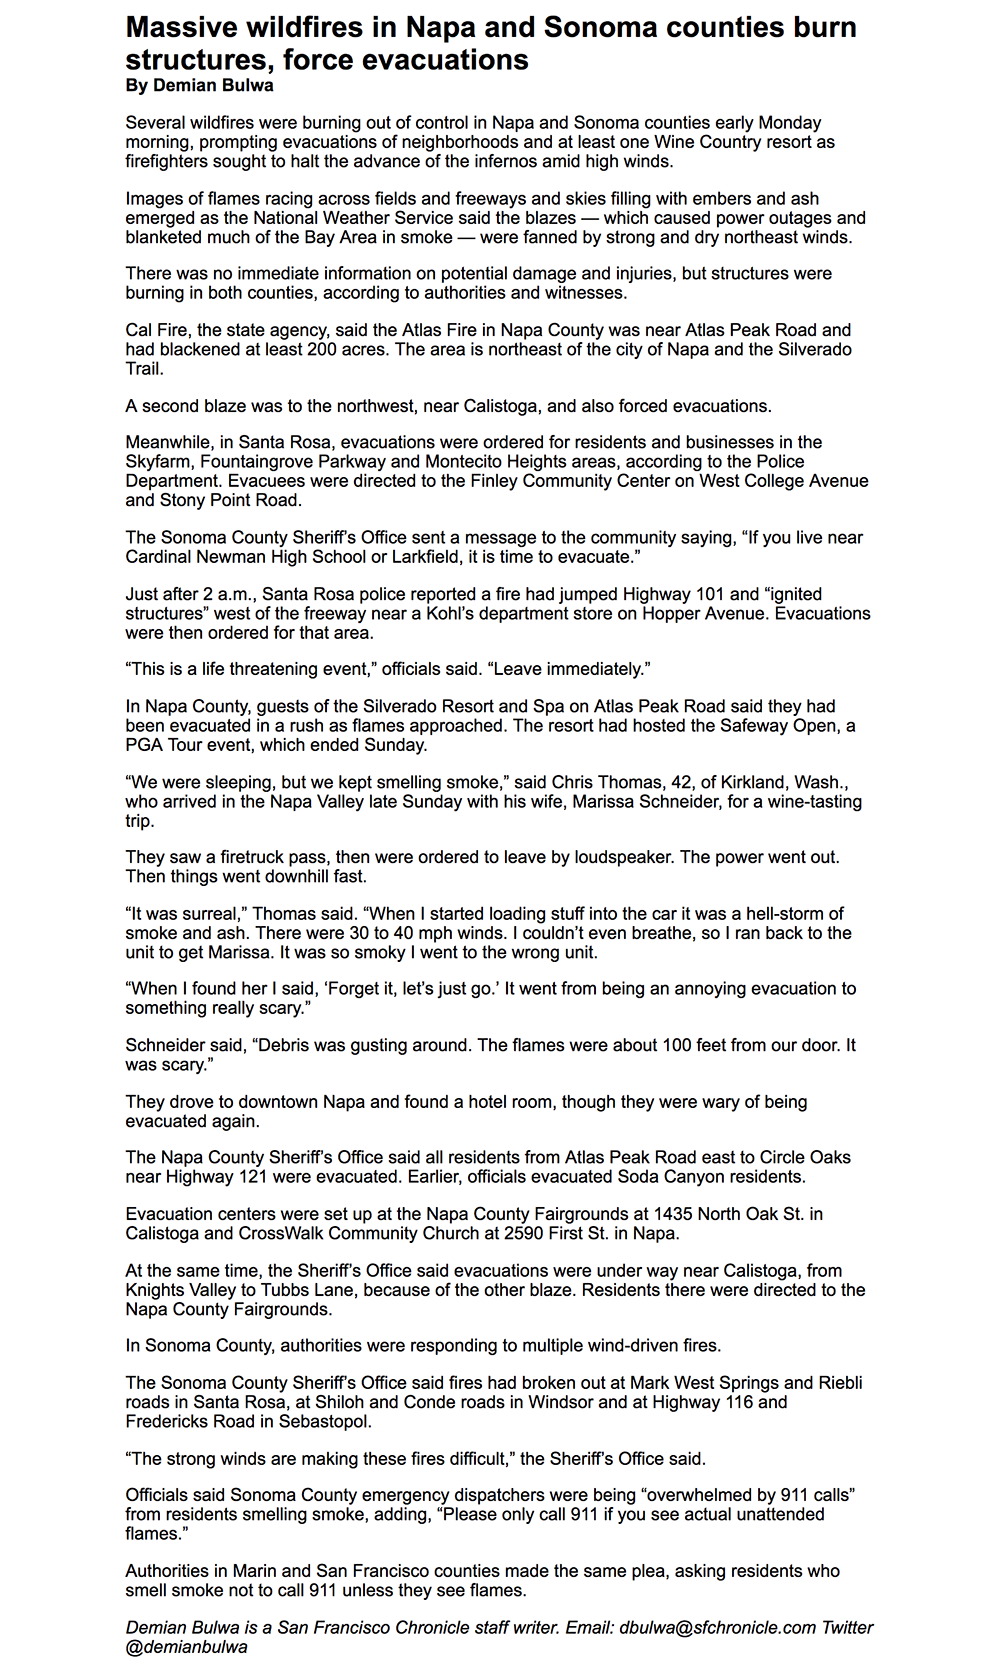 Massive wildfires in Napa and Sonoma counties burn
structures, force evacuations
By Demian Bulwa
Several wildfires were burning out of control in Napa and Sonoma counties early Monday
morning, prompting evacuations of neighborhoods and at least one Wine Country resort as
firefighters sought to halt the advance of the infernos amid high winds.
Images of flames racing across fields and freeways and skies filling with embers and ash
emerged as the National Weather Service said the blazes — which caused power outages and
blanketed much of the Bay Area in smoke — were fanned by strong and dry northeast winds.
There was no immediate information on potential damage and injuries, but structures were
burning in both counties, according to authorities and witnesses.
Cal Fire, the state agency, said the Atlas Fire in Napa County was near Atlas Peak Road and
had blackened at least 200 acres. The area is northeast of the city of Napa and the Silverado
Trail.
A second blaze was to the northwest, near Calistoga, and also forced evacuations.
Meanwhile, in Santa Rosa, evacuations were ordered for residents and businesses in the
Skyfarm, Fountaingrove Parkway and Montecito Heights areas, according to the Police
Department. Evacuees were directed to the Finley Community Center on West College Avenue
and Stony Point Road.
The Sonoma County Sheriff’s Office sent a message to the community saying, “If you live near
Cardinal Newman High School or Larkfield, it is time to evacuate.”
Just after 2 a.m., Santa Rosa police reported a fire had jumped Highway 101 and “ignited
structures” west of the freeway near a Kohl’s department store on Hopper Avenue. Evacuations
were then ordered for that area.
“This is a life threatening event,” officials said. “Leave immediately.”
In Napa County, guests of the Silverado Resort and Spa on Atlas Peak Road said they had
been evacuated in a rush as flames approached. The resort had hosted the Safeway Open, a
PGA Tour event, which ended Sunday.
“We were sleeping, but we kept smelling smoke,” said Chris Thomas, 42, of Kirkland, Wash.,
who arrived in the Napa Valley late Sunday with his wife, Marissa Schneider, for a wine-tasting
trip.
They saw a firetruck pass, then were ordered to leave by loudspeaker. The power went out.
Then things went downhill fast.
“It was surreal,” Thomas said. “When I started loading stuff into the car it was a hell-storm of
smoke and ash. There were 30 to 40 mph winds. I couldn’t even breathe, so I ran back to the
unit to get Marissa. It was so smoky I went to the wrong unit.
“When I found her I said, ‘Forget it, let’s just go.’ It went from being an annoying evacuation to
something really scary.”
Schneider said, “Debris was gusting around. The flames were about 100 feet from our door. It
was scary.”
They drove to downtown Napa and found a hotel room, though they were wary of being
evacuated again.
The Napa County Sheriff’s Office said all residents from Atlas Peak Road east to Circle Oaks
near Highway 121 were evacuated. Earlier, officials evacuated Soda Canyon residents.
Evacuation centers were set up at the Napa County Fairgrounds at 1435 North Oak St. in
Calistoga and CrossWalk Community Church at 2590 First St. in Napa.
At the same time, the Sheriff’s Office said evacuations were under way near Calistoga, from
Knights Valley to Tubbs Lane, because of the other blaze. Residents there were directed to the
Napa County Fairgrounds.
In Sonoma County, authorities were responding to multiple wind-driven fires.
The Sonoma County Sheriff’s Office said fires had broken out at Mark West Springs and Riebli
roads in Santa Rosa, at Shiloh and Conde roads in Windsor and at Highway 116 and
Fredericks Road in Sebastopol.
“The strong winds are making these fires difficult,” the Sheriff’s Office said.
Officials said Sonoma County emergency dispatchers were being “overwhelmed by 911 calls”
from residents smelling smoke, adding, “Please only call 911 if you see actual unattended
flames.”
Authorities in Marin and San Francisco counties made the same plea, asking residents who
smell smoke not to call 911 unless they see flames.
Demian Bulwa is a San Francisco Chronicle staff writer. Email: dbulwa@sfchronicle.com Twitter
@demianbulwa